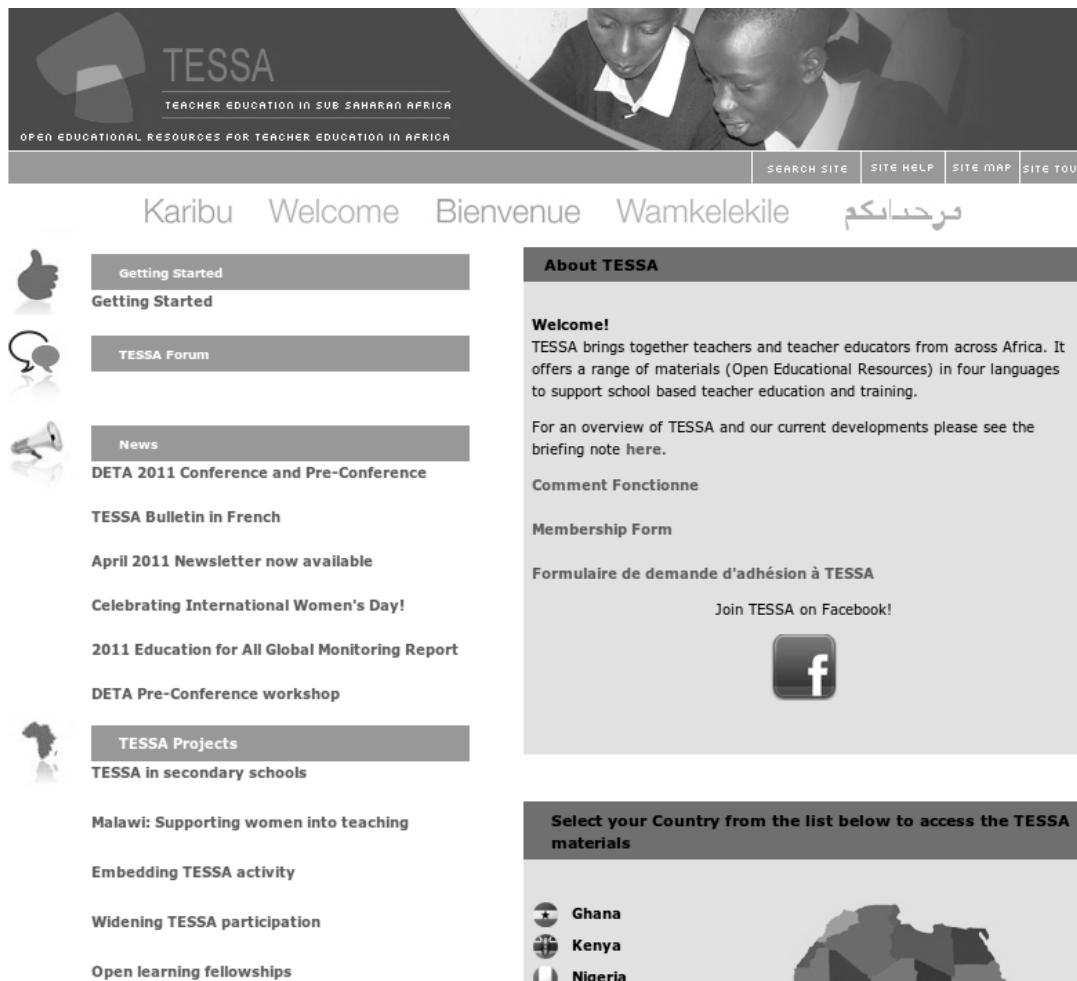 TESSA
TEACHER EDUCATION IN SUB SAHARAN AFRICA
OPEN EDUCATIONAL RESOURCES FOR TEACHER EDUCATION IN AFRICA
SEARCH SITE SITE HELP SITE MAP SITE TOU
Karibu Welcome Bienvenue Wamkelekile
Getting Started
Getting Started
TESSA Forum
News
DETA 2011 Conference and Pre-Conference
TESSA Bulletin in French
April 2011 Newsletter now available
Celebrating International Women's Day!
2011 Education for All Global Monitoring Report
DETA Pre-Conference workshop
TESSA Projects
TESSA in secondary schools
Malawi: Supporting women into teaching
Embedding TESSA activity
Widening TESSA participation
Open learning fellowships
About TESSA
Welcome!
TESSA brings together teachers and teacher educators from across Africa. It
offers a range of materials (Open Educational Resources) in four languages
to support school based teacher education and training.
For an overview of TESSA and our current developments please see the
briefing note here.
Comment Fonctionne
Membership Form
Formulaire de demande d'adhésion à TESSA
Join TESSA on Facebook!
f
Select your Country from the list below to access the TESSA
materials
Ghana
Kenya
Nigeria